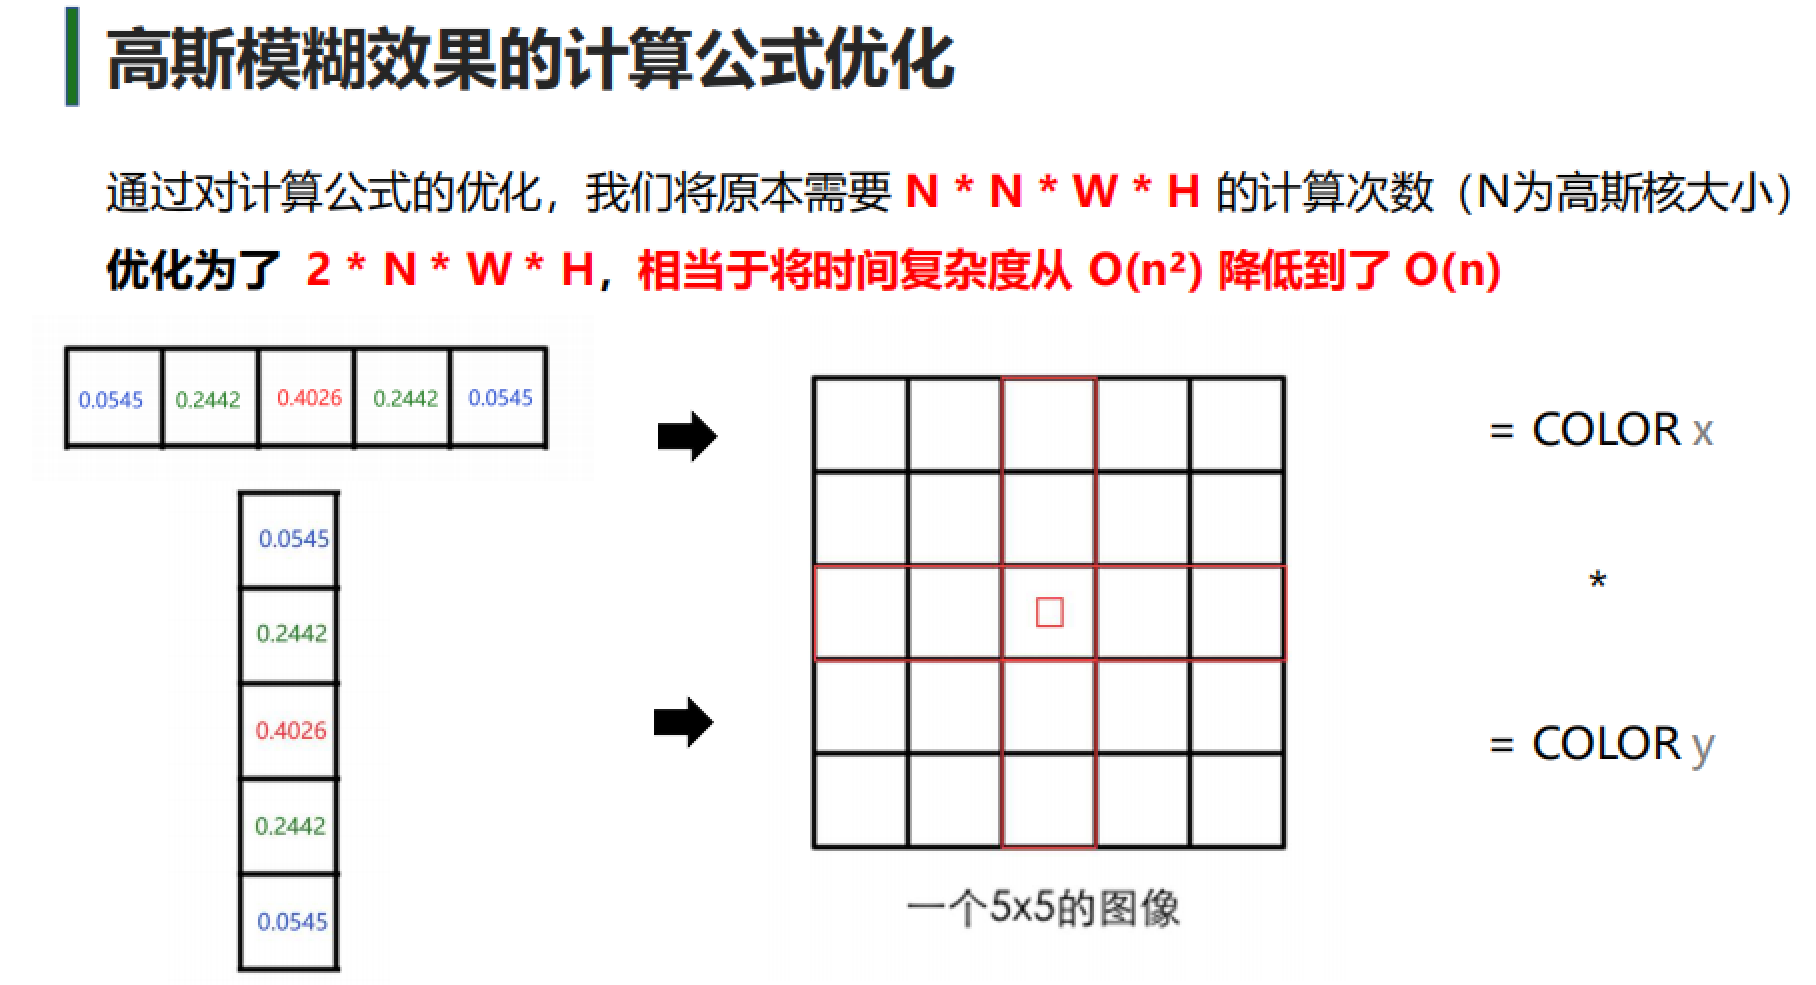 高斯模糊效果的计算公式优化
通过对计算公式的优化，我们将原本需要 N * N * W * H 的计算次数（N为高斯核大小）
优化为了 2 * N * W * H，相当于将时间复杂度从 O(n²) 降低到了 O(n)
0.0545 0.2442 0.4026 0.2442 0.0545
= COLOR x
0.0545
0.2442
*
0.4026
= COLOR y
0.2442
0.0545
一个5x5的图像